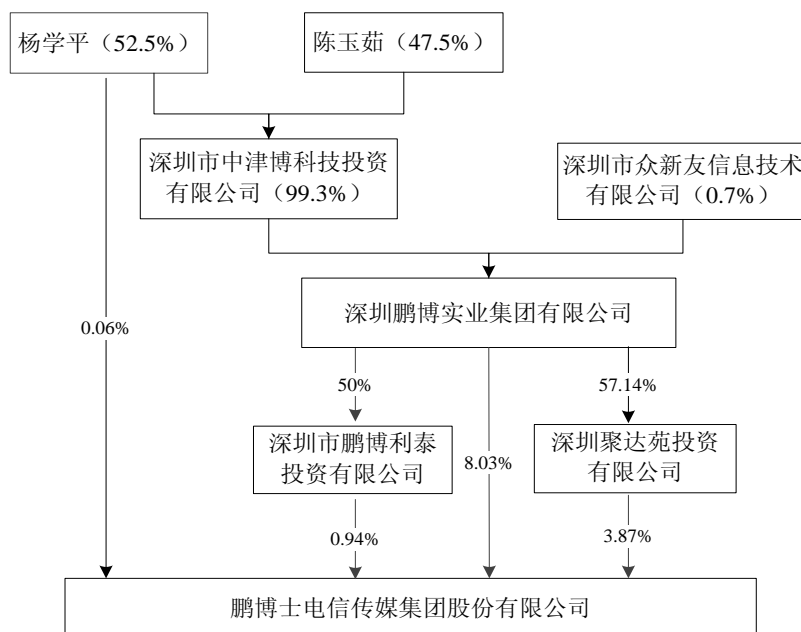 杨学平（52.5%）
陈玉茹（47.5%）
深圳市中津博科技投资
有限公司（99.3%）
深圳市众新友信息技术
有限公司（0.7%）
深圳鹏博实业集团有限公司
0.06%
50%
57.14%
深圳市鹏博利泰
投资有限公司
8.03%
深圳聚达苑投资
有限公司
0.94%
3.87%
鹏博士电信传媒集团股份有限公司